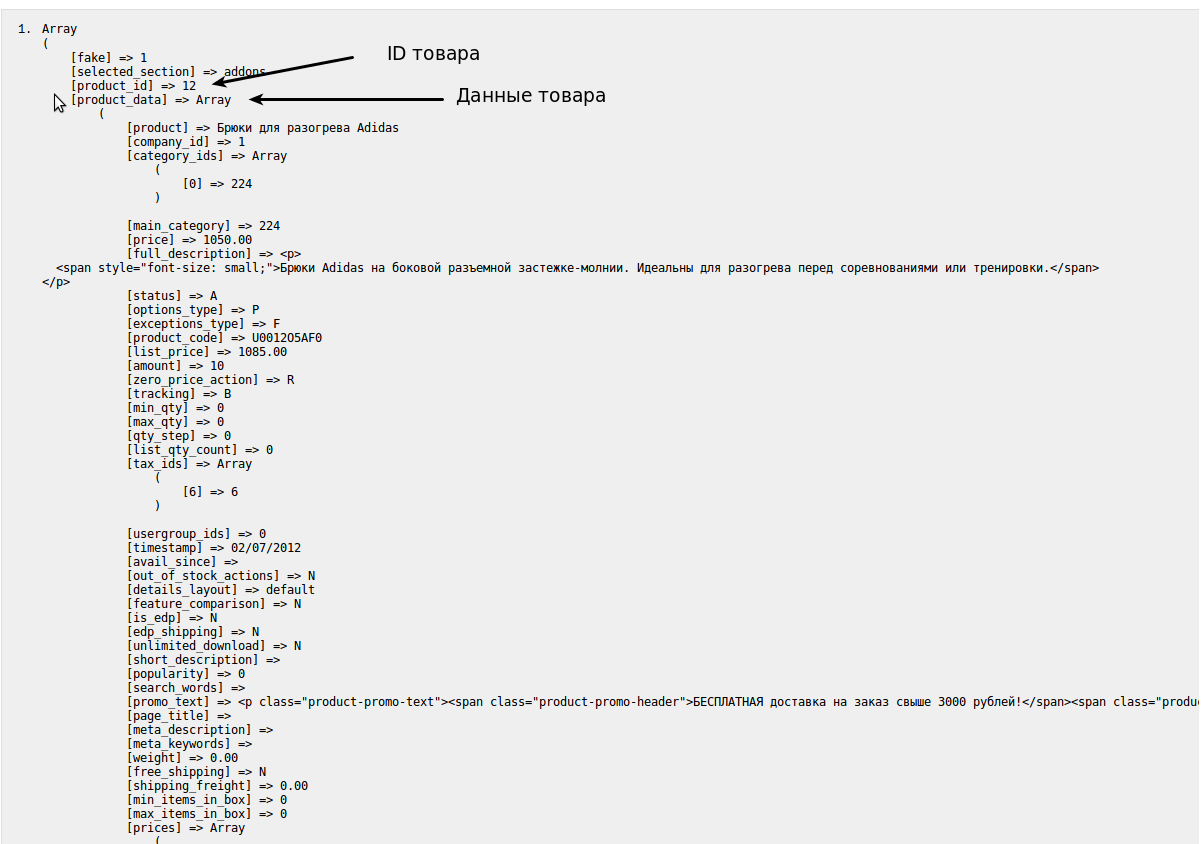 1. Array
(
[fake] => 1
ID товара
[selected_section] => addons
[product_id] => 12
Данные товара
[product_data] => Array
(
[product] => Брюки для разогрева Adidas
[company_id] => 1
[category_ids] => Array
(
[0] => 224
)
[main_category] => 224
[price] => 1050.00
[full_description] => <p>
<span style="font-size: small;">Брюки Adidas на боковой разъемной застежке-молнии. Идеальны для разогрева перед соревнованиями или тренировки.</span>
</p>
[status] => A
[options_type] => P
[exceptions_type] => F
[product_code] => U0012O5AF0
[list_price] => 1085.00
[amount] => 10
[zero_price_action] => R
[tracking] => B
[min_qty] => 0
[max_qty] => 0
[qty_step] => 0
[list_qty_count] => 0
[tax_ids] => Array
(
[6] => 6
)
[usergroup_ids] => 0
[timestamp] => 02/07/2012
[avail_since] =>
[out_of_stock_actions] => N
[details_layout] => default
[feature_comparison] => N
[is_edp] => N
[edp_shipping] => N
[unlimited_download] => N
[short_description] =>
[popularity] => 0
[search_words] =>
[promo_text] => <p class="product-promo-text"><span class="product-promo-header">БЕСПЛАТНАЯ доставка на заказ свыше 3000 рублей!</span><span class="produc
[page_title] =>
[meta_description] =>
[meta_keywords] =>
[weight] => 0.00
[free_shipping] => N
[shipping_freight] => 0.00
[min_items_in_box] => 0
[max_items_in_box] => 0
[prices] => Array
(